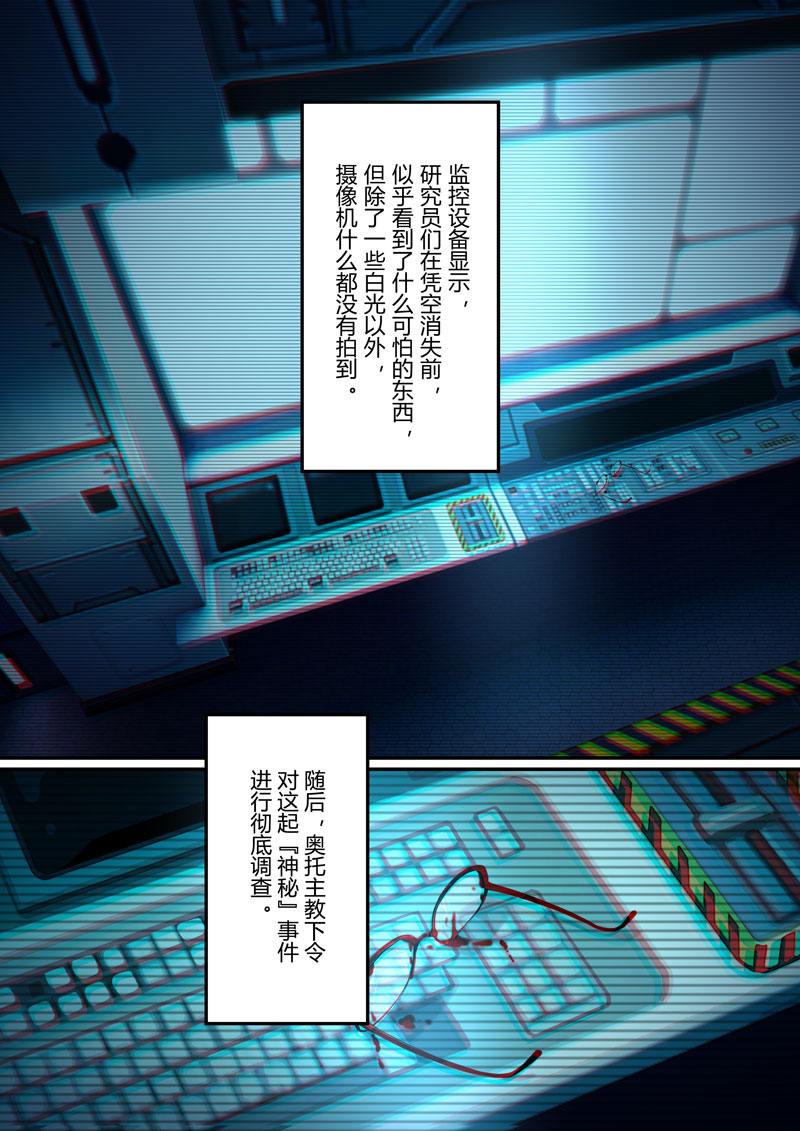 监控设备显示，
研究员们在凭空消失前，
似乎看到了什么可怕的东西，
但除了一些白光以外，
摄像机什么都没有拍到。
随后，奥托主教下令
对这起『神秘』事件
进行彻底调查。